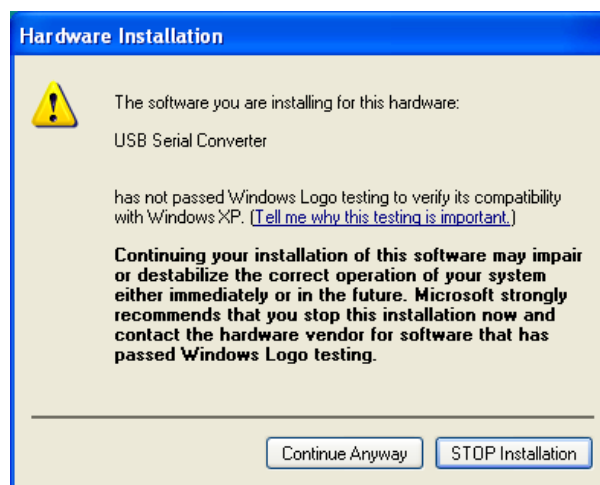 Hardware Installation
The software you are installing for this hardware:
USB Serial Converter
has not passed Windows Logo testing to verify its compatibility
with Windows XP. (Tell me why this testing is important.)
Continuing your installation of this software may impair
or destabilize the correct operation of your system
either immediately or in the future. Microsoft strongly
recommends that you stop this installation now and
contact the hardware vendor for software that has
passed Windows Logo testing.
Continue Anyway
STOP Installation